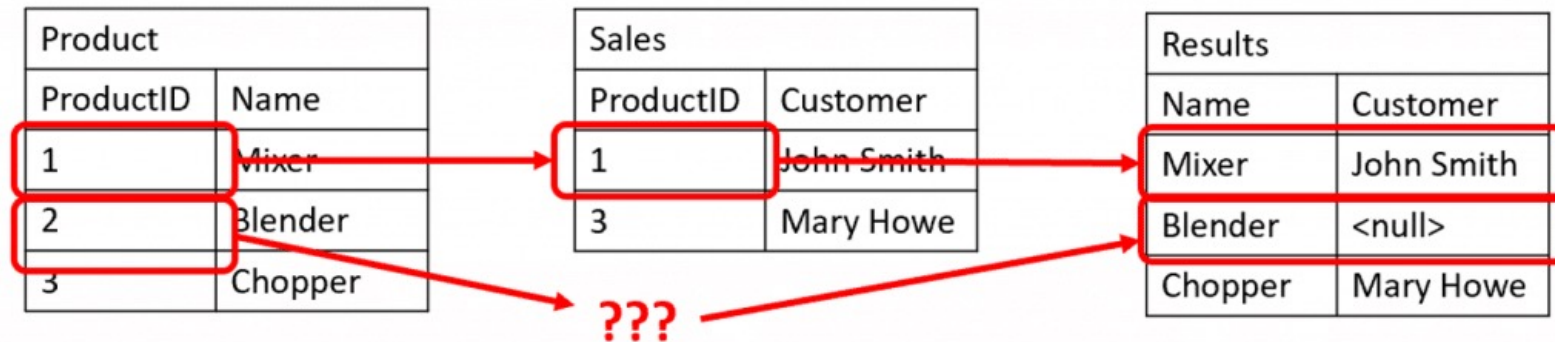 Product
ProductID Name
1 Mixer
2 Blender
3 Chopper
Sales
ProductID Customer
1 John Smith
3 Mary Howe
???
Results
Name Customer
Mixer John Smith
Blender <null>
Chopper Mary Howe